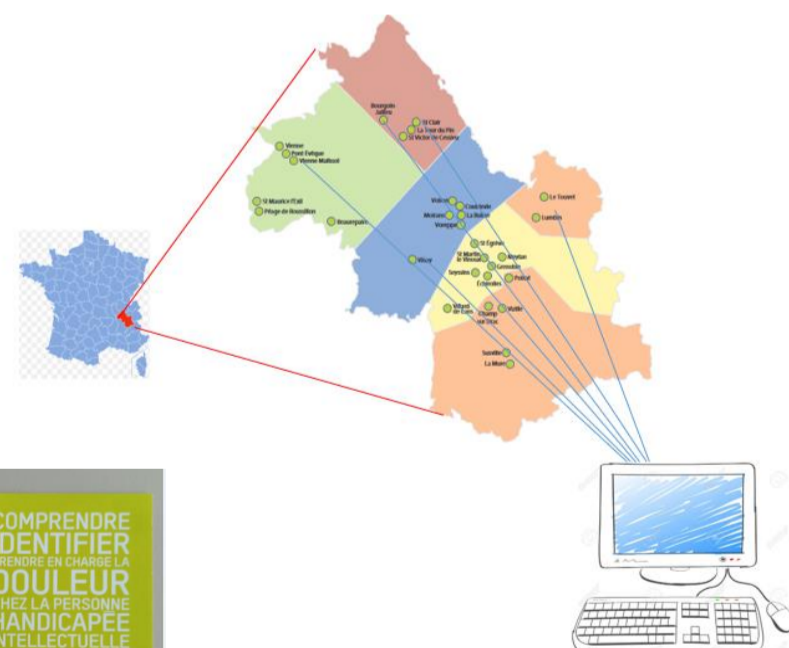 Bourgoin
Jallieu
St Clair
La Tour du Pin
St Victor de Cessieu
Vienne
Pont Évêque
Vienne Malissol
St Maurice l'Exil
Péage de Roussillon
Beaurepaire
Voiron
Coublevie
Moirans
La Buisse
Voreppe
Vinay
Le Touvet
Lumbin
St Égrève
St Martin
le Vinoux
Meylan
Grenoble
Seyssins
Échirolles
Poisat
Champ
sur Drac
Vizille
Susville
La Mure
COMPRENDRE
IDENTIFIER
PRENDRE EN CHARGE LA
DOULEUR
CHEZ LA PERSONNE
HANDICAPÉE
INTELLECTUELLE